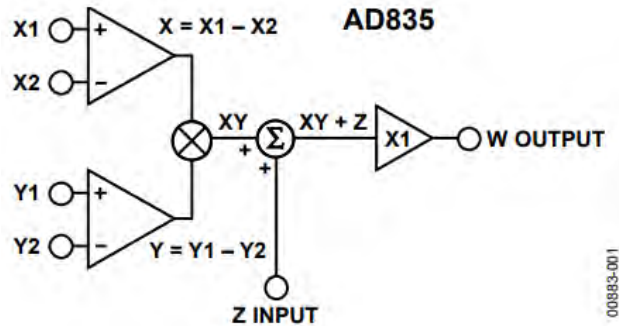 AD835
X1
+
X = X1 – X2
X2
–
XY
+
Σ
+
XY + Z
X1
W OUTPUT
Y1
+
Y2
–
Y = Y1 – Y2
Z INPUT
00883-001